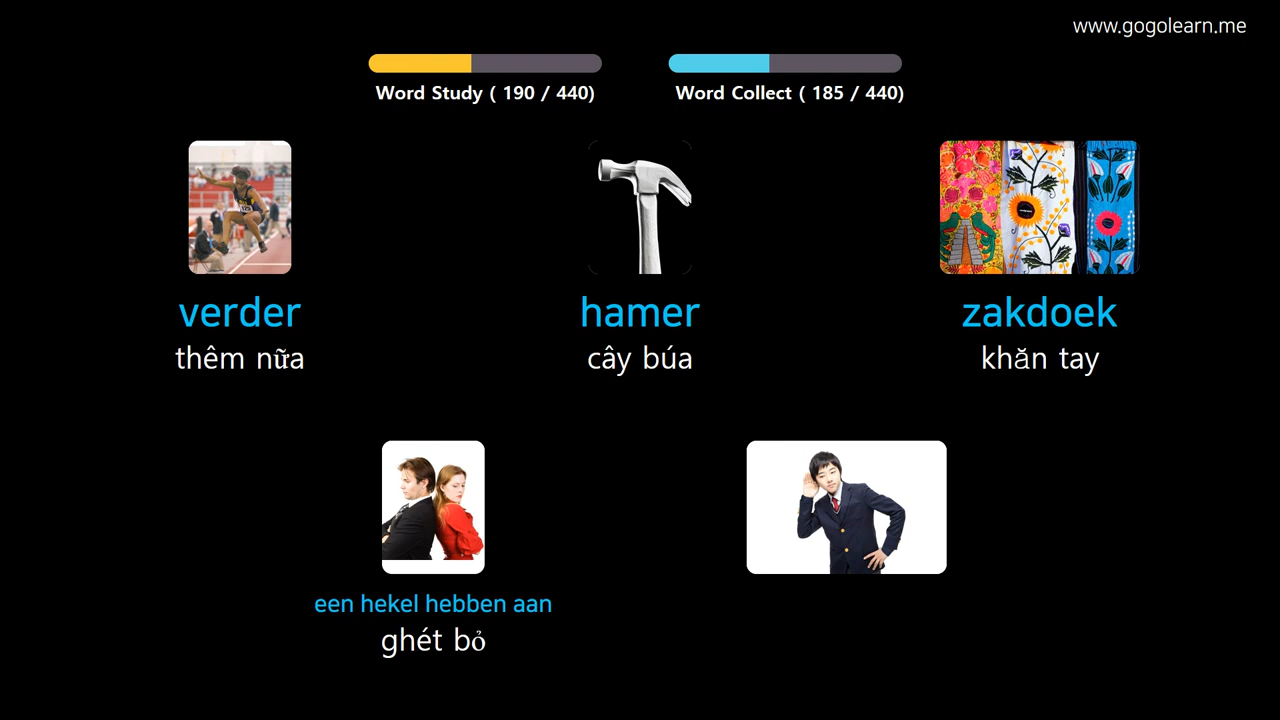 www.gogolearn.me
Word Study ( 190 / 440)
Word Collect ( 185 / 440)
verder
thêm nữa
hamer
cây búa
zakdoek
khăn tay
een hekel hebben aan
ghét bỏ